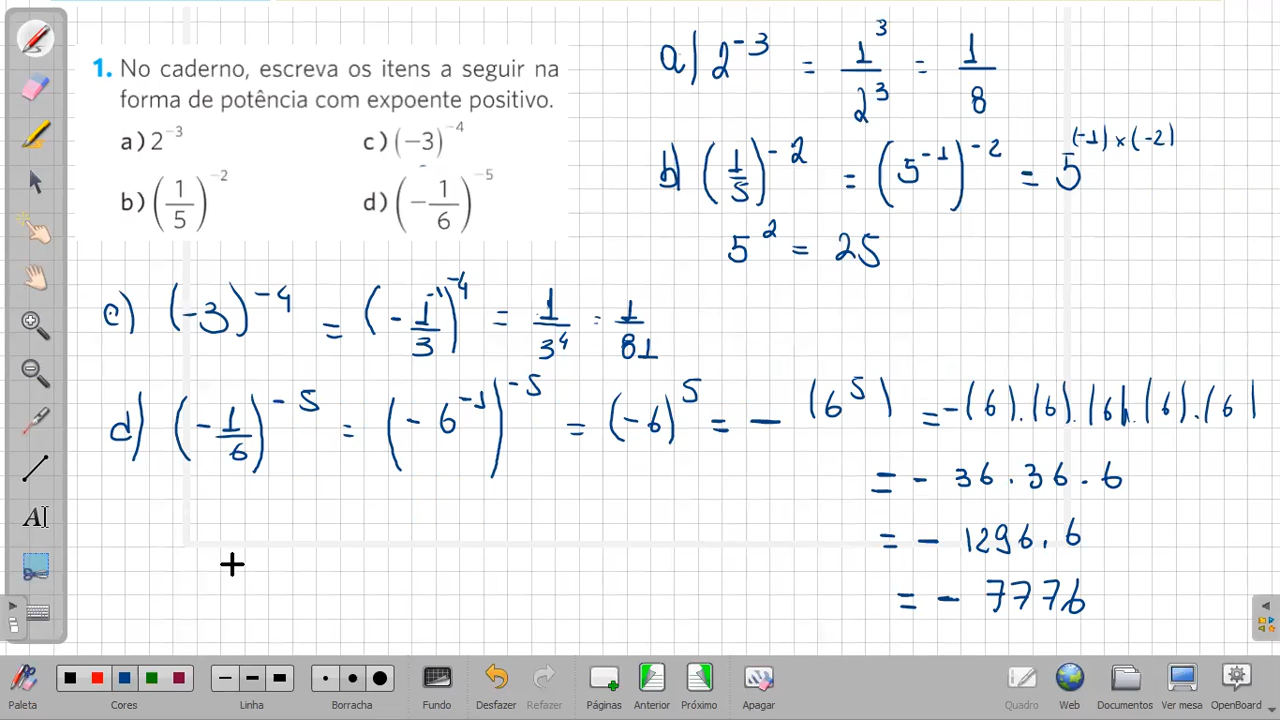 1. No caderno, escreva os itens a seguir na
forma de potência com expoente positivo.
a) 2⁻³ c) (−3)⁻⁴
b) (1/5)⁻² d) (−1/6)⁻⁵
a) 2⁻³ = 1³/2³ = 1/8
b) (1/5)⁻² = (5⁻¹)⁻² = 5⁽⁻¹⁾ˣ⁽⁻²⁾
5² = 25
c) (-3)⁻⁴ = (-1⁻¹/3)⁻⁴ = 1/3⁴ = 1/81
d) (-1/6)⁻⁵ = (-6⁻¹)⁻⁵ = (-6)⁵ = - (6⁵) = -(6).(6).(6).(6).(6)
= - 36.36.6
= - 1296.6
= - 7776
A
Paleta Cores Linha Borracha Fundo Desfazer Refazer Páginas Anterior Próximo Apagar Quadro Web Documentos Ver mesa OpenBoard